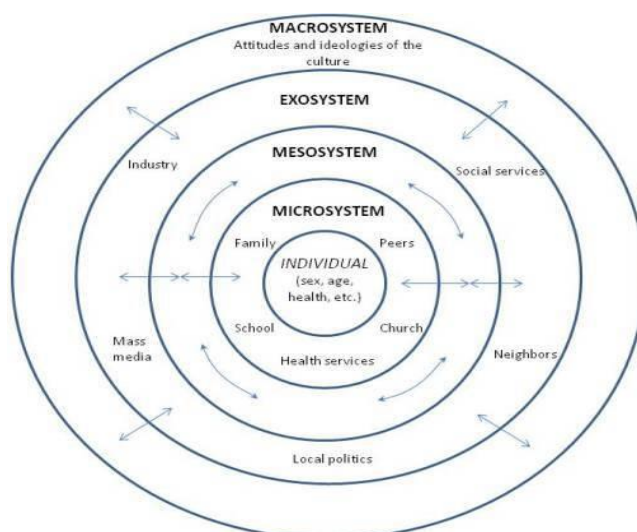 MACROSYSTEM
Attitudes and ideologies of the
culture
EXOSYSTEM
MESOSYSTEM
Industry
Social services
MICROSYSTEM
Family
Peers
INDIVIDUAL
(sex, age,
health, etc.)
School
Church
Mass
media
Health services
Neighbors
Local politics